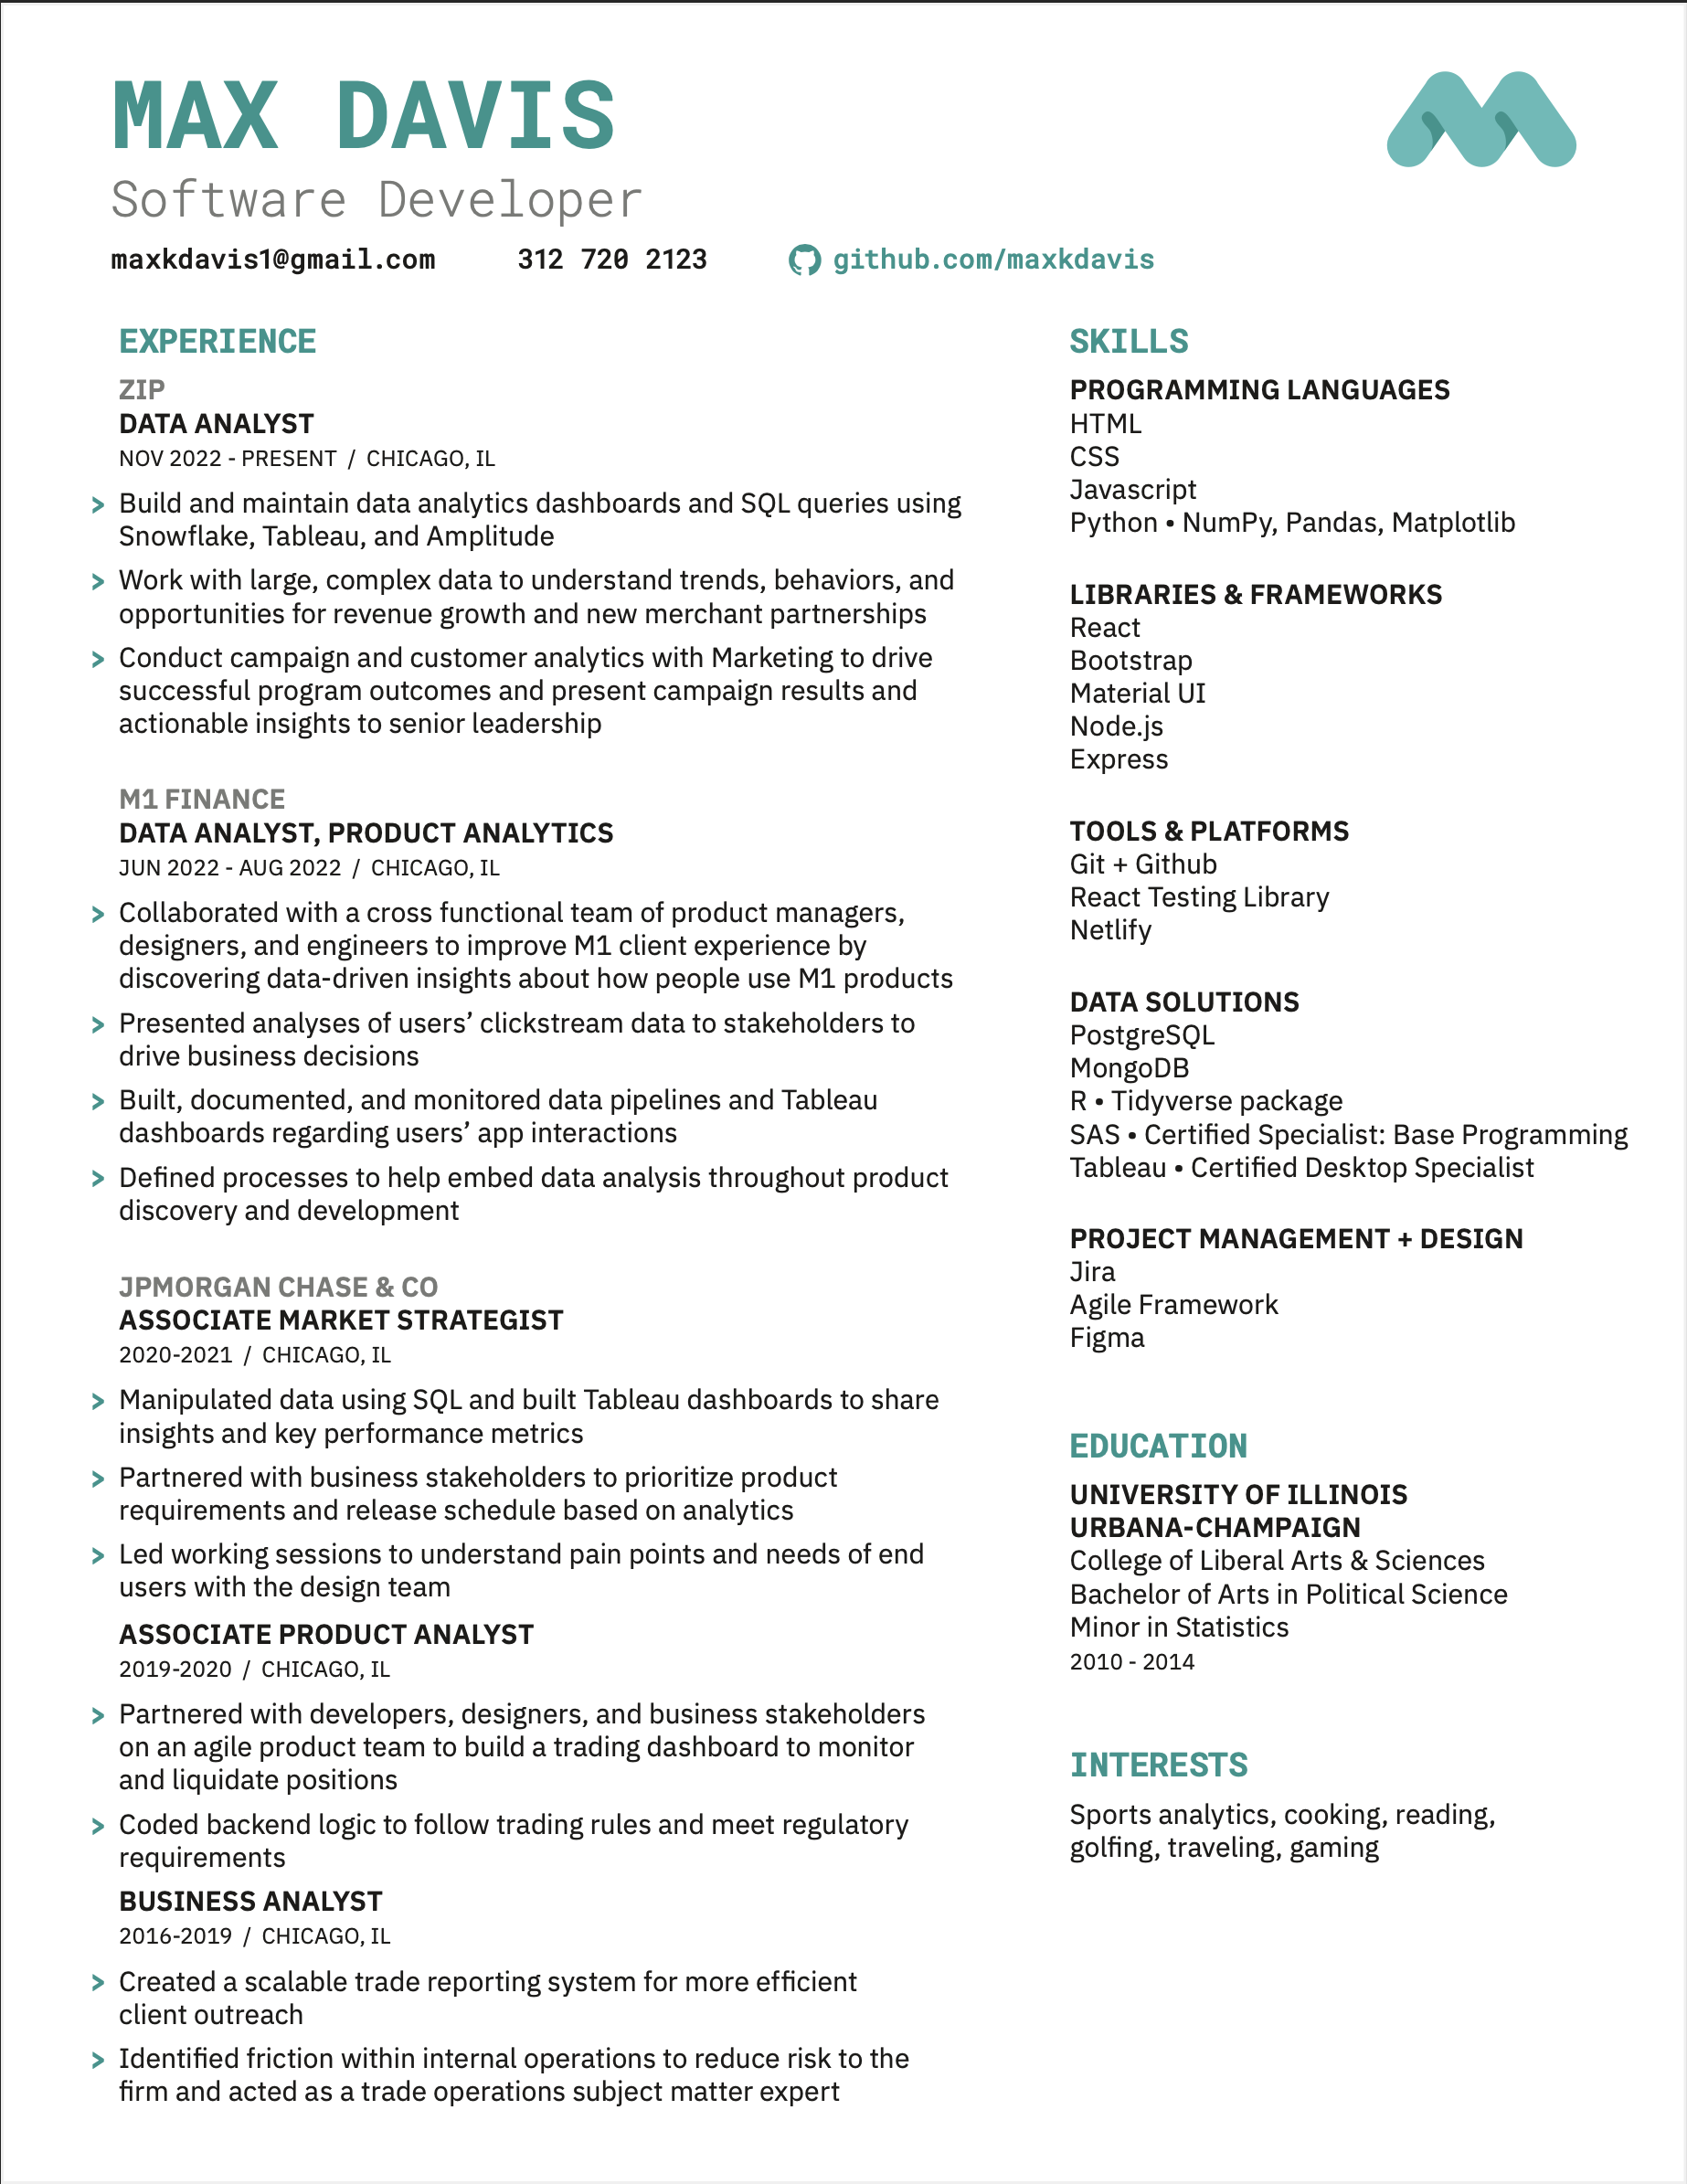 MAX DAVIS
Software Developer
maxkdavis1@gmail.com 312 720 2123 github.com/maxkdavis
EXPERIENCE
ZIP
DATA ANALYST
NOV 2022 - PRESENT / CHICAGO, IL
> Build and maintain data analytics dashboards and SQL queries using
Snowflake, Tableau, and Amplitude
> Work with large, complex data to understand trends, behaviors, and
opportunities for revenue growth and new merchant partnerships
> Conduct campaign and customer analytics with Marketing to drive
successful program outcomes and present campaign results and
actionable insights to senior leadership
M1 FINANCE
DATA ANALYST, PRODUCT ANALYTICS
JUN 2022 - AUG 2022 / CHICAGO, IL
> Collaborated with a cross functional team of product managers,
designers, and engineers to improve M1 client experience by
discovering data-driven insights about how people use M1 products
> Presented analyses of users’ clickstream data to stakeholders to
drive business decisions
> Built, documented, and monitored data pipelines and Tableau
dashboards regarding users’ app interactions
> Defined processes to help embed data analysis throughout product
discovery and development
JPMORGAN CHASE & CO
ASSOCIATE MARKET STRATEGIST
2020-2021 / CHICAGO, IL
> Manipulated data using SQL and built Tableau dashboards to share
insights and key performance metrics
> Partnered with business stakeholders to prioritize product
requirements and release schedule based on analytics
> Led working sessions to understand pain points and needs of end
users with the design team
ASSOCIATE PRODUCT ANALYST
2019-2020 / CHICAGO, IL
> Partnered with developers, designers, and business stakeholders
on an agile product team to build a trading dashboard to monitor
and liquidate positions
> Coded backend logic to follow trading rules and meet regulatory
requirements
BUSINESS ANALYST
2016-2019 / CHICAGO, IL
> Created a scalable trade reporting system for more efficient
client outreach
> Identified friction within internal operations to reduce risk to the
firm and acted as a trade operations subject matter expert
SKILLS
PROGRAMMING LANGUAGES
HTML
CSS
Javascript
Python • NumPy, Pandas, Matplotlib
LIBRARIES & FRAMEWORKS
React
Bootstrap
Material UI
Node.js
Express
TOOLS & PLATFORMS
Git + Github
React Testing Library
Netlify
DATA SOLUTIONS
PostgreSQL
MongoDB
R • Tidyverse package
SAS • Certified Specialist: Base Programming
Tableau • Certified Desktop Specialist
PROJECT MANAGEMENT + DESIGN
Jira
Agile Framework
Figma
EDUCATION
UNIVERSITY OF ILLINOIS
URBANA-CHAMPAIGN
College of Liberal Arts & Sciences
Bachelor of Arts in Political Science
Minor in Statistics
2010 - 2014
INTERESTS
Sports analytics, cooking, reading,
golfing, traveling, gaming